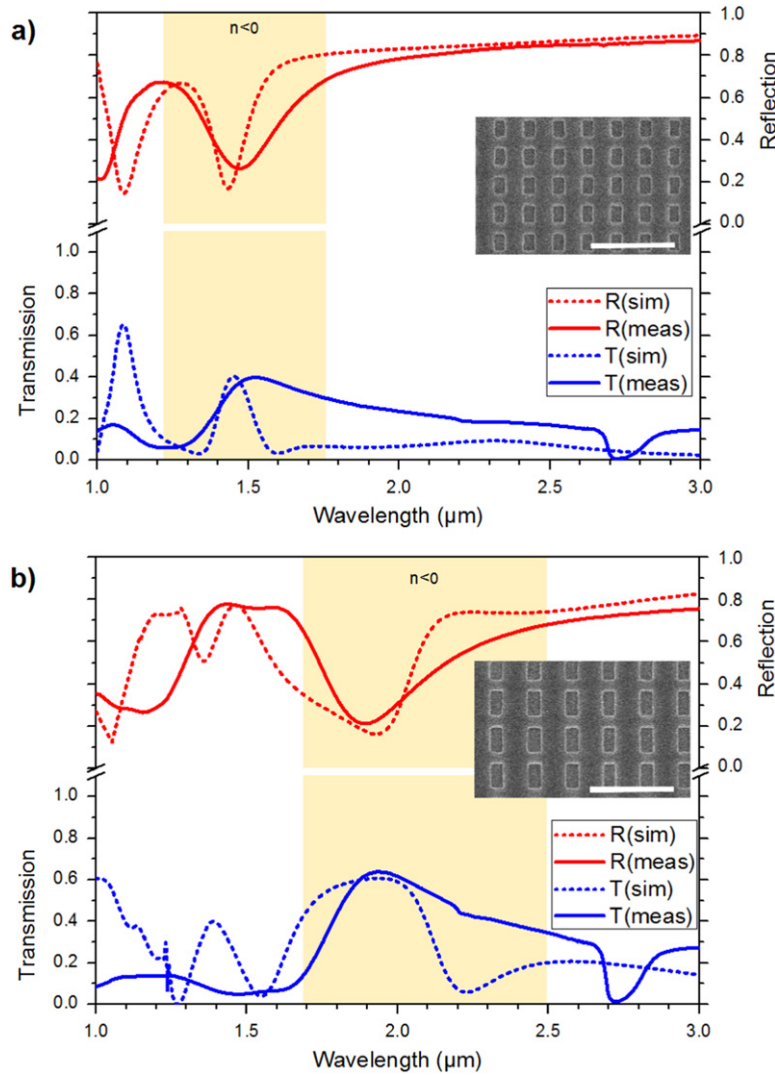 a)
n<0
1.0
0.8
0.6
0.4
0.2
0.0
Reflection
1.0
0.8
0.6
0.4
0.2
0.0
Transmission
R(sim)
R(meas)
T(sim)
T(meas)
1.0 1.5 2.0 2.5 3.0
Wavelength (µm)
b)
n<0
1.0
0.8
0.6
0.4
0.2
0.0
Reflection
1.0
0.8
0.6
0.4
0.2
0.0
Transmission
R(sim)
R(meas)
T(sim)
T(meas)
1.0 1.5 2.0 2.5 3.0
Wavelength (µm)